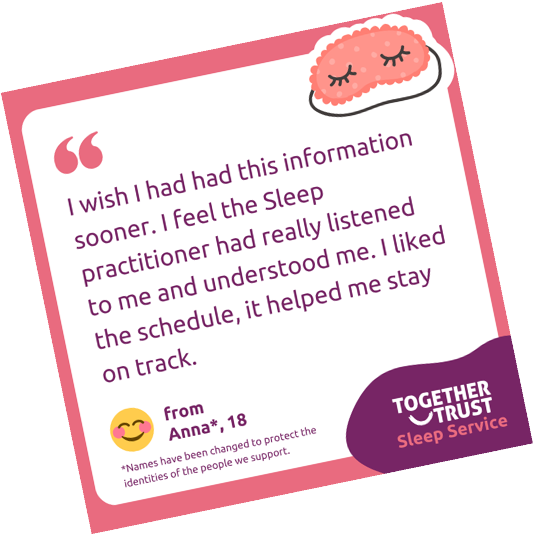 “
I wish I had had this information
sooner. I feel the Sleep
practitioner had really listened
to me and understood me. I liked
the schedule, it helped me stay
on track.
from
Anna*, 18
*Names have been changed to protect the
identities of the people we support.
TOGETHER
TRUST
Sleep Service